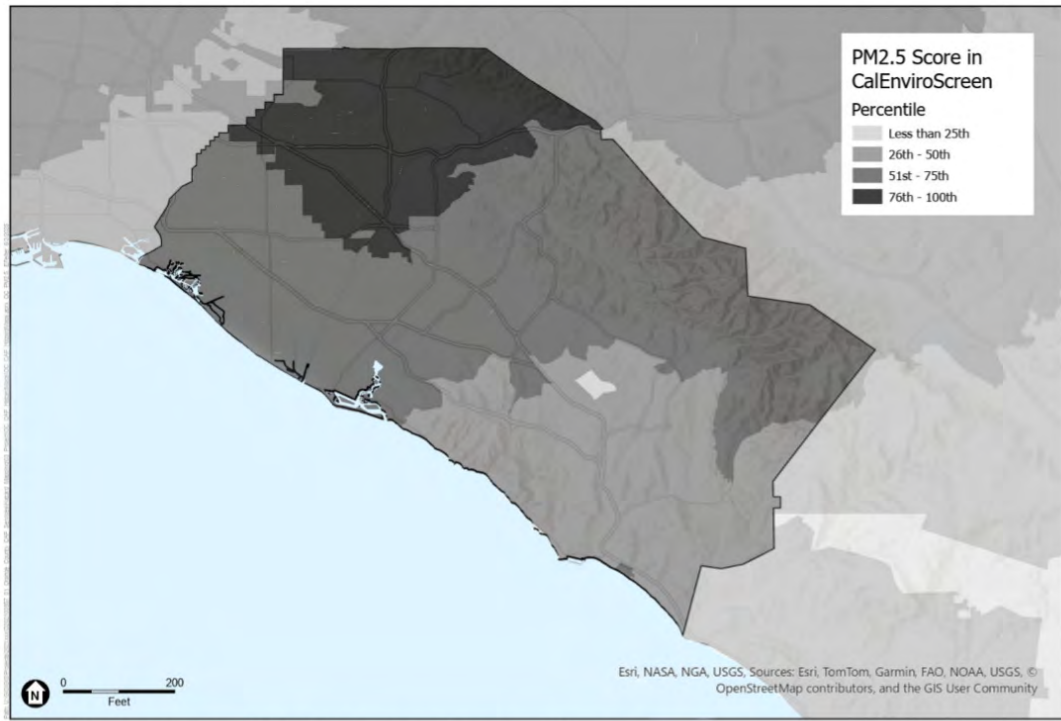 PM2.5 Score in
CalEnviroScreen
Percentile
Less than 25th
26th - 50th
51st - 75th
76th - 100th
N
0 200
Feet
Esri, NASA, NGA, USGS, Sources: Esri, TomTom, Garmin, FAO, NOAA, USGS, ©
OpenStreetMap contributors, and the GIS User Community